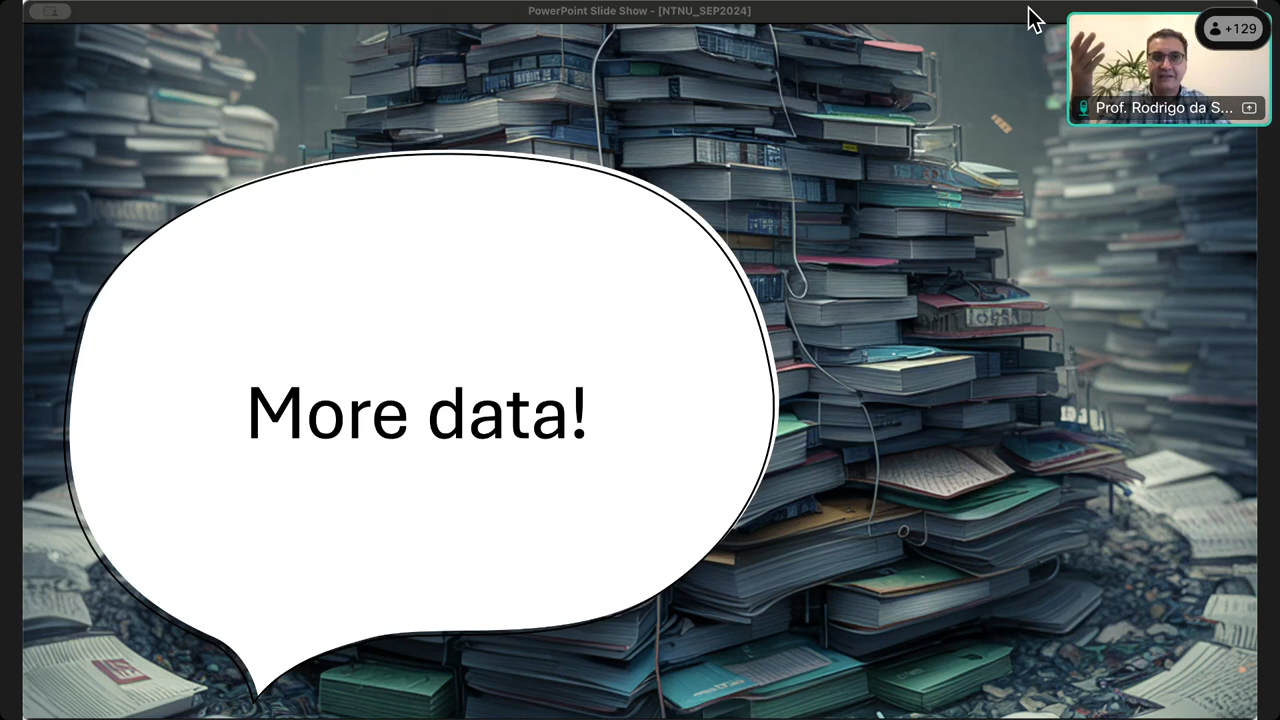 PowerPoint Slide Show - [NTNU_SEP2024]
+129
Prof. Rodrigo da S...
More data!